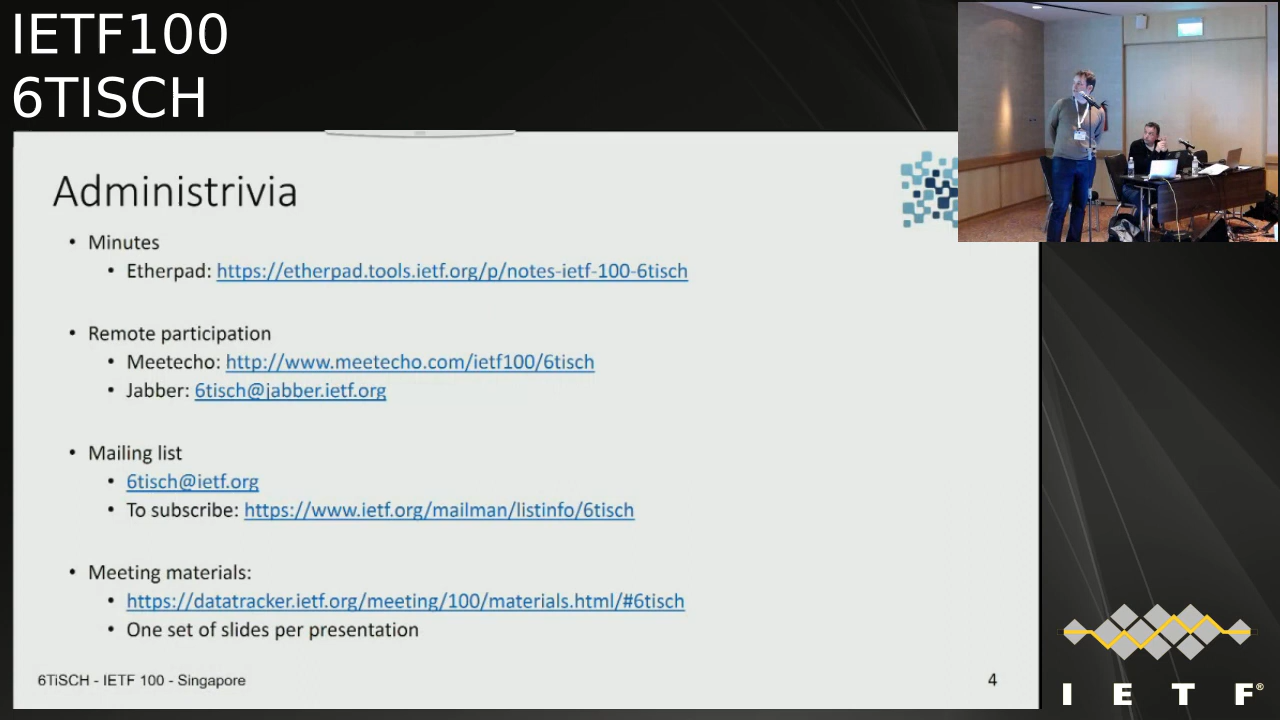 IETF100
6TISCH
Administrivia
• Minutes
• Etherpad: https://etherpad.tools.ietf.org/p/notes-ietf-100-6tisch
• Remote participation
• Meetecho: http://www.meetecho.com/ietf100/6tisch
• Jabber: 6tisch@jabber.ietf.org
• Mailing list
• 6tisch@ietf.org
• To subscribe: https://www.ietf.org/mailman/listinfo/6tisch
• Meeting materials:
• https://datatracker.ietf.org/meeting/100/materials.html/#6tisch
• One set of slides per presentation
6TiSCH - IETF 100 - Singapore
4
I E T F®